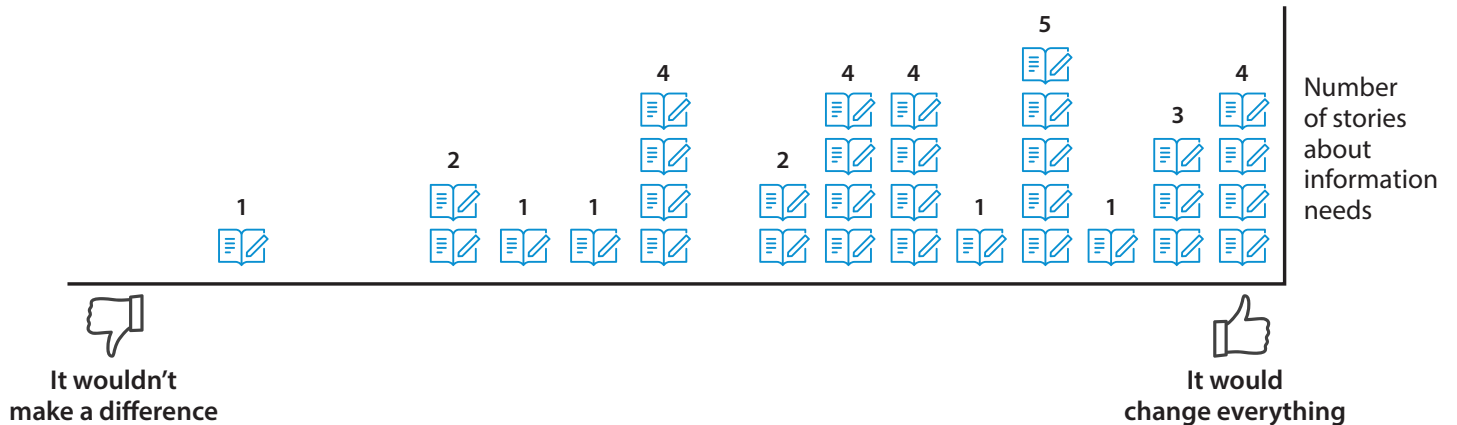 5
4
4
4
4
3
2
2
1
1
1
1
1
Number
of stories
about
information
needs
It wouldn't
make a difference
It would
change everything